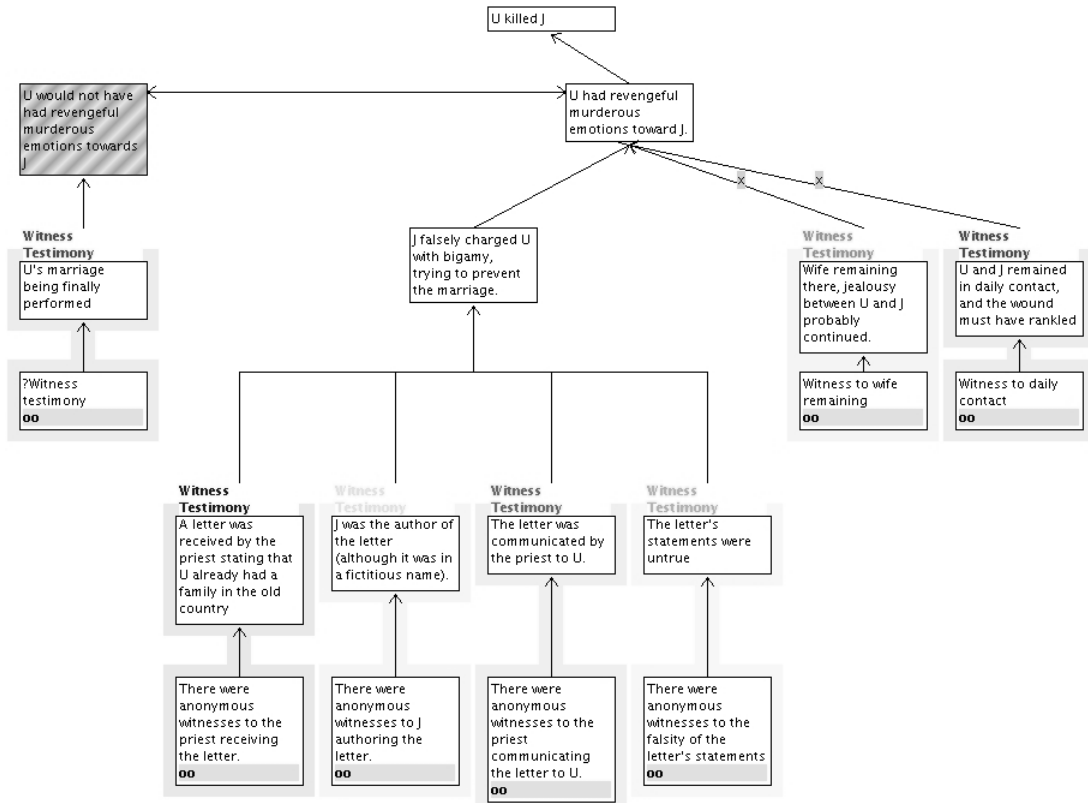 U killed J
U would not have
had revengeful
murderous
emotions towards
J
U had revengeful
murderous
emotions toward J.
x
x
Witness
Testimony
U's marriage
being finally
performed
J falsely charged U
with bigamy,
trying to prevent
the marriage.
Witness
Testimony
Wife remaining
there, jealousy
between U and J
probably
continued.
Witness
Testimony
U and J remained
in daily contact,
and the wound
must have rankled
?Witness
testimony
oo
Witness to wife
remaining
oo
Witness to daily
contact
oo
Witness
Testimony
A letter was
received by the
priest stating that
U already had a
family in the old
country
Witness
Testimony
J was the author of
the letter
(although it was in
a fictitious name).
Witness
Testimony
The letter was
communicated by
the priest to U.
Witness
Testimony
The letter's
statements were
untrue
There were
anonymous
witnesses to the
priest receiving
the letter.
oo
There were
anonymous
witnesses to J
authoring the
letter.
oo
There were
anonymous
witnesses to the
priest
communicating
the letter to U.
oo
There were
anonymous
witnesses to the
falsity of the
letter's statements
oo